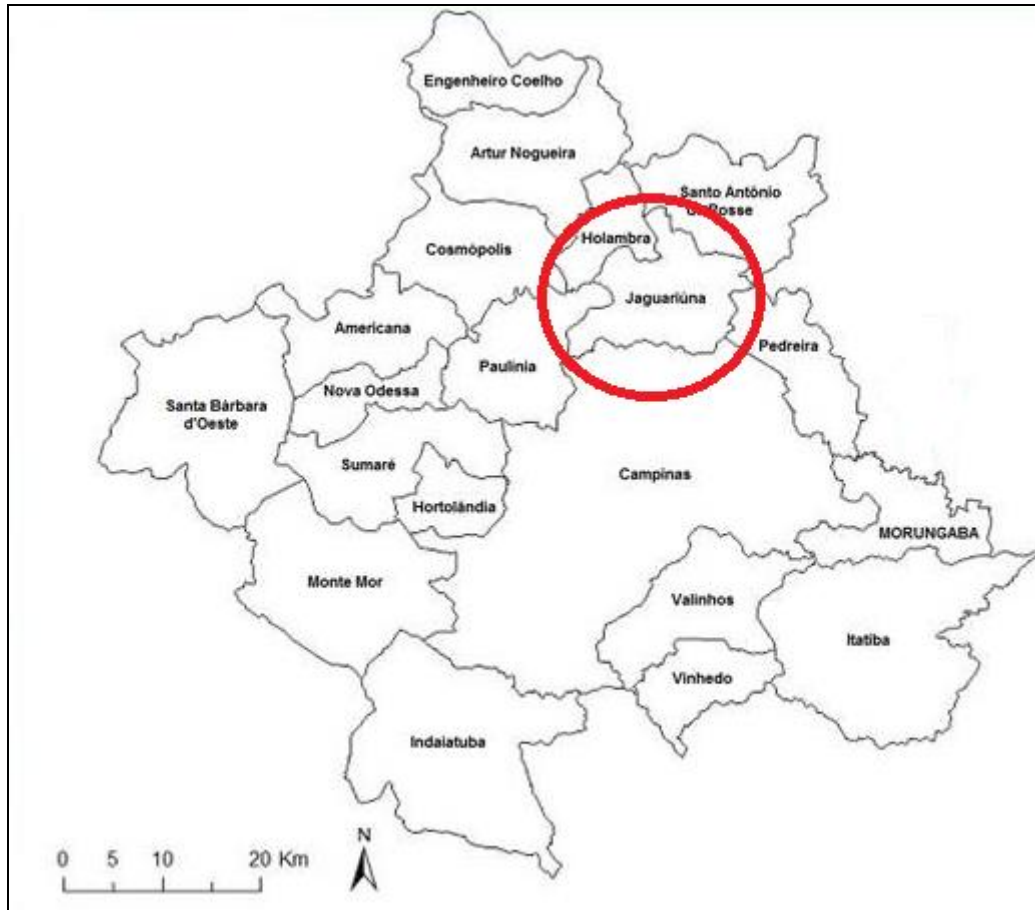 Engenheiro Coelho
Artur Nogueira
Santo Antônio
Posse
Holambra
Cosmópolis
Jaguariúna
Americana
Pedreira
Paulínia
Nova Odessa
Santa Bárbara
d'Oeste
Sumaré
Campinas
Hortolândia
MORUNGABA
Monte Mor
Valinhos
Itatiba
Vinhedo
Indaiatuba
N
0 5 10 20 Km